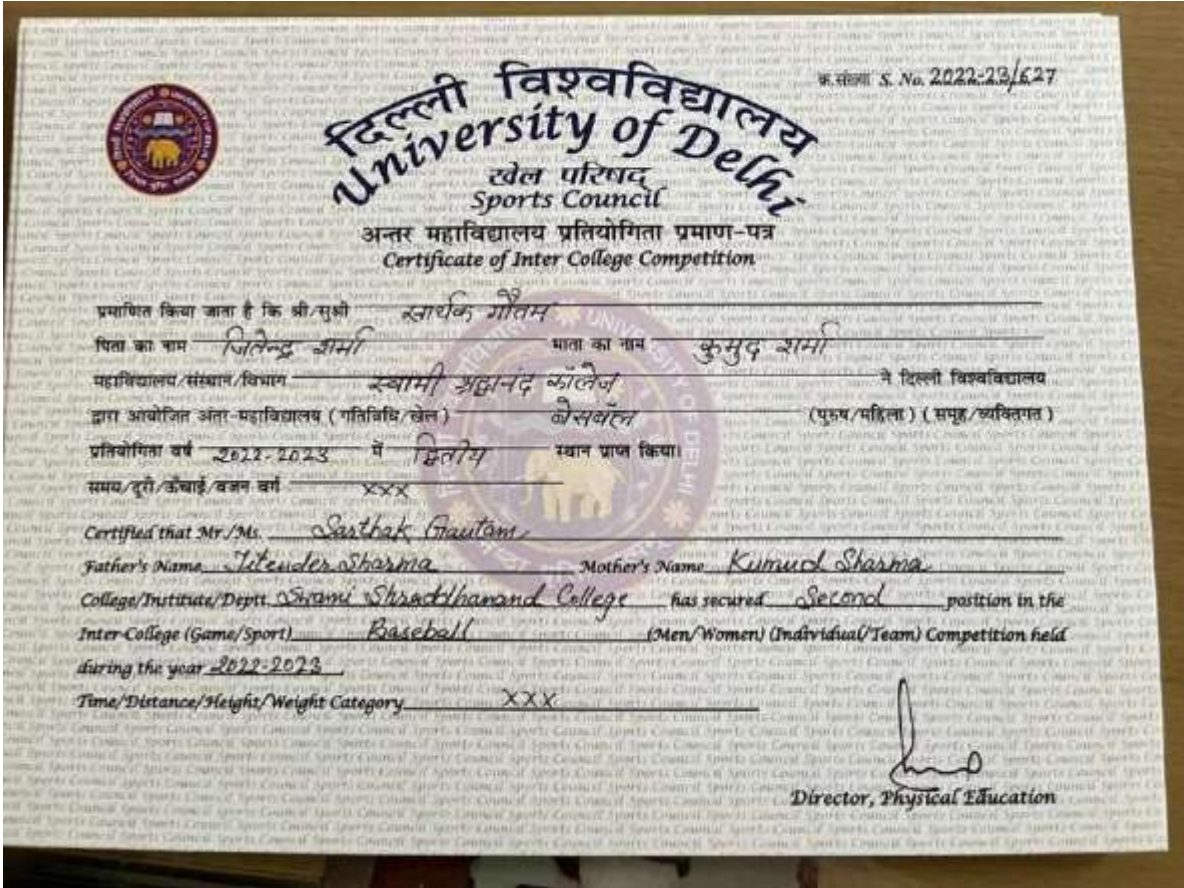 क्र.संख्या S. No. 2022-23/627
दिल्ली विश्वविद्यालय
University of Delhi
खेल परिषद्
Sports Council
अन्तर महाविद्यालय प्रतियोगिता प्रमाण-पत्र
Certificate of Inter College Competition
प्रमाणित किया जाता है कि श्री/सुश्री सार्थक गौतम
पिता का नाम जितेन्द्र शर्मा माता का नाम कुमुद शर्मा
महाविद्यालय/संस्थान/विभाग स्वामी श्रद्धानंद कॉलेज ने दिल्ली विश्वविद्यालय
द्वारा आयोजित अंतर-महाविद्यालय (गतिविधि/खेल) बेसबॉल (पुरुष/महिला) (समूह/व्यक्तिगत)
प्रतियोगिता वर्ष 2022-2023 में द्वितीय स्थान प्राप्त किया।
समय/दूरी/ऊँचाई/वजन वर्ग xxx
Certified that Mr./Ms. Sarthak Gautam
Father's Name Jitender Sharma Mother's Name Kumud Sharma
College/Institute/Deptt. Swami Shraddhanand College has secured Second position in the
Inter-College (Game/Sport) Baseball (Men/Women) (Individual/Team) Competition held
during the year 2022-2023
Time/Distance/Height/Weight Category XXX
Director, Physical Education